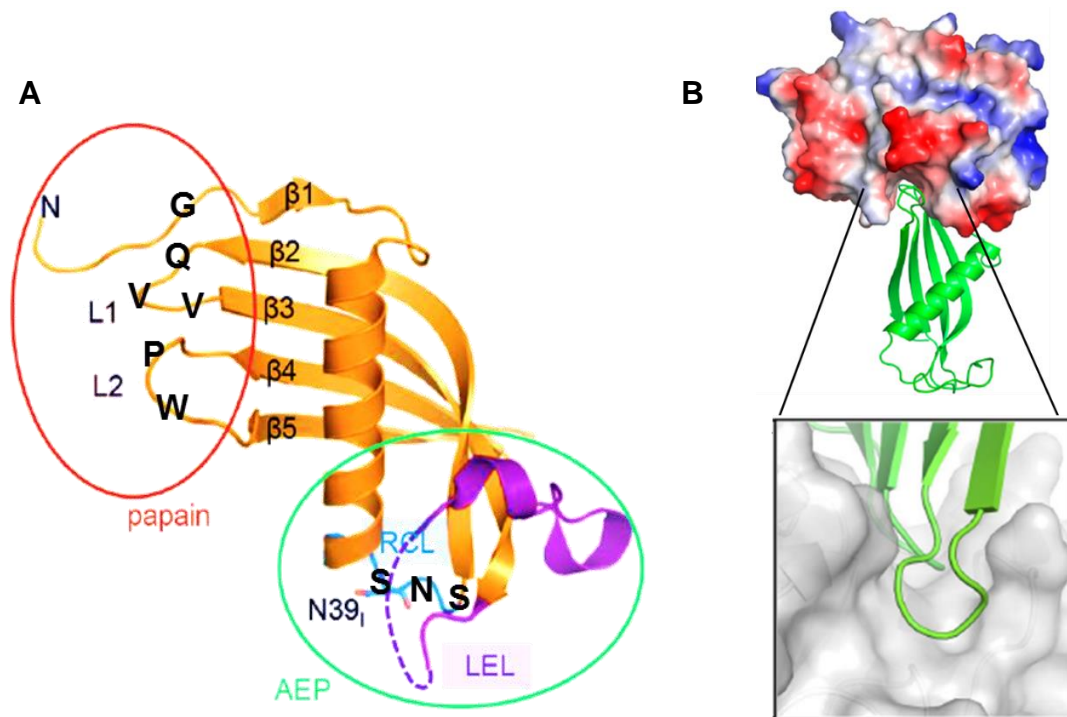 A
B
N
G
β1
Q
β2
V
V
L1
β3
P
β4
L2
W
β5
papain
RCL
S
N
S
N39I
LEL
AEP